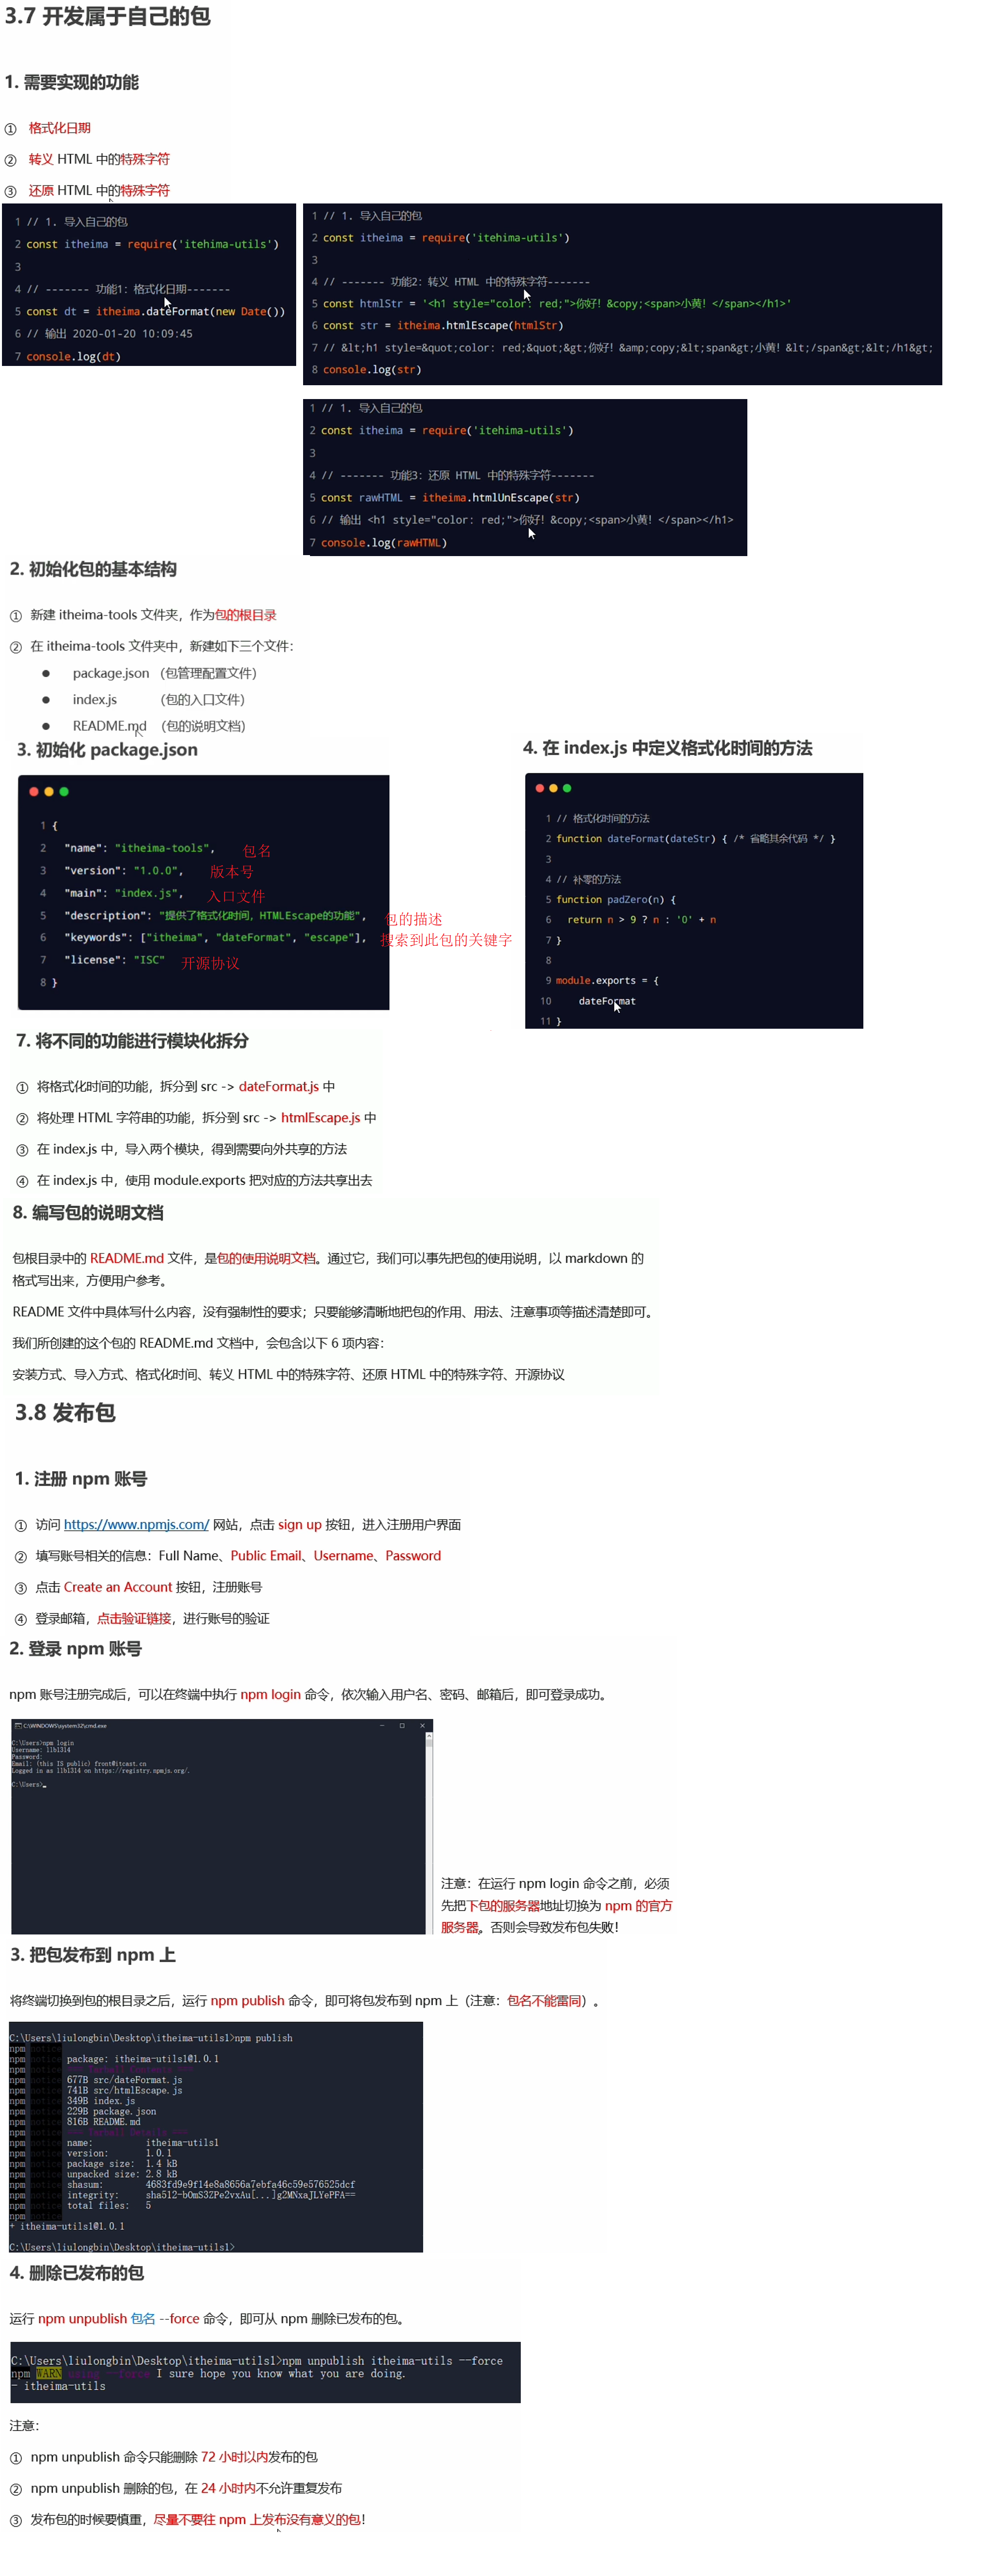 3.7 开发属于自己的包
1. 需要实现的功能
① 格式化日期
② 转义 HTML 中的特殊字符
③ 还原 HTML 中的特殊字符
1 // 1. 导入自己的包
2 const itheima = require('itehima-utils')
3
4 // ------- 功能1：格式化日期-------
5 const dt = itheima.dateFormat(new Date())
6 // 输出 2020-01-20 10:09:45
7 console.log(dt)
1 // 1. 导入自己的包
2 const itheima = require('itehima-utils')
3
4 // ------- 功能2：转义 HTML 中的特殊字符-------
5 const htmlStr = '<h1 style="color: red;">你好！&copy;<span>小黄！</span></h1>'
6 const str = itheima.htmlEscape(htmlStr)
7 // &lt;h1 style=&quot;color: red;&quot;&gt;你好！&amp;copy;&lt;span&gt;小黄！&lt;/span&gt;&lt;/h1&gt;
8 console.log(str)
1 // 1. 导入自己的包
2 const itheima = require('itehima-utils')
3
4 // ------- 功能3：还原 HTML 中的特殊字符-------
5 const rawHTML = itheima.htmlUnEscape(str)
6 // 输出 <h1 style="color: red;">你好！&copy;<span>小黄！</span></h1>
7 console.log(rawHTML)
2. 初始化包的基本结构
① 新建 itheima-tools 文件夹，作为包的根目录
② 在 itheima-tools 文件夹中，新建如下三个文件：
● package.json （包管理配置文件）
● index.js （包的入口文件）
● README.md （包的说明文档）
3. 初始化 package.json
1 {
2 "name": "itheima-tools", 包名
3 "version": "1.0.0", 版本号
4 "main": "index.js", 入口文件
5 "description": "提供了格式化时间，HTMLEscape的功能", 包的描述
6 "keywords": ["itheima", "dateFormat", "escape"], 搜索到此包的关键字
7 "license": "ISC" 开源协议
8 }
4. 在 index.js 中定义格式化时间的方法
1 // 格式化时间的方法
2 function dateFormat(dateStr) { /* 省略其余代码 */ }
3
4 // 补零的方法
5 function padZero(n) {
6 return n > 9 ? n : '0' + n
7 }
8
9 module.exports = {
10 dateFormat
11 }
7. 将不同的功能进行模块化拆分
① 将格式化时间的功能，拆分到 src -> dateFormat.js 中
② 将处理 HTML 字符串的功能，拆分到 src -> htmlEscape.js 中
③ 在 index.js 中，导入两个模块，得到需要向外共享的方法
④ 在 index.js 中，使用 module.exports 把对应的方法共享出去
8. 编写包的说明文档
包根目录中的 README.md 文件，是包的使用说明文档。通过它，我们可以事先把包的使用说明，以 markdown 的
格式写出来，方便用户参考。
README 文件中具体写什么内容，没有强制性的要求；只要能够清晰地把包的作用、用法、注意事项等描述清楚即可。
我们所创建的这个包的 README.md 文档中，会包含以下 6 项内容：
安装方式、导入方式、格式化时间、转义 HTML 中的特殊字符、还原 HTML 中的特殊字符、开源协议
3.8 发布包
1. 注册 npm 账号
① 访问 https://www.npmjs.com/ 网站，点击 sign up 按钮，进入注册用户界面
② 填写账号相关的信息：Full Name、Public Email、Username、Password
③ 点击 Create an Account 按钮，注册账号
④ 登录邮箱，点击验证链接，进行账号的验证
2. 登录 npm 账号
npm 账号注册完成后，可以在终端中执行 npm login 命令，依次输入用户名、密码、邮箱后，即可登录成功。
C:\WINDOWS\system32\cmd.exe
C:\Users>npm login
Username: llb1314
Password:
Email: (this IS public) front@itcast.cn
Logged in as llb1314 on https://registry.npmjs.org/.
C:\Users>
注意：在运行 npm login 命令之前，必须
先把下包的服务器地址切换为 npm 的官方
服务器。否则会导致发布包失败！
3. 把包发布到 npm 上
将终端切换到包的根目录之后，运行 npm publish 命令，即可将包发布到 npm 上（注意：包名不能雷同）。
C:\Users\liulongbin\Desktop\itheima-utils1>npm publish
npm notice
npm notice package: itheima-utils1@1.0.1
npm notice === Tarball Contents ===
npm notice 677B src/dateFormat.js
npm notice 741B src/htmlEscape.js
npm notice 349B index.js
npm notice 229B package.json
npm notice 816B README.md
npm notice === Tarball Details ===
npm notice name: itheima-utils1
npm notice version: 1.0.1
npm notice package size: 1.4 kB
npm notice unpacked size: 2.8 kB
npm notice shasum: 4683fd9e9f14e8a8656a7ebfa46c59e576525dcf
npm notice integrity: sha512-bOmS3ZPe2vxAu[...]g2MNxaJLYePFA==
npm notice total files: 5
npm notice
+ itheima-utils1@1.0.1
C:\Users\liulongbin\Desktop\itheima-utils1>
4. 删除已发布的包
运行 npm unpublish 包名 --force 命令，即可从 npm 删除已发布的包。
C:\Users\liulongbin\Desktop\itheima-utils1>npm unpublish itheima-utils --force
npm WARN using --force I sure hope you know what you are doing.
- itheima-utils
注意：
① npm unpublish 命令只能删除 72 小时以内发布的包
② npm unpublish 删除的包，在 24 小时内不允许重复发布
③ 发布包的时候要慎重，尽量不要往 npm 上发布没有意义的包！